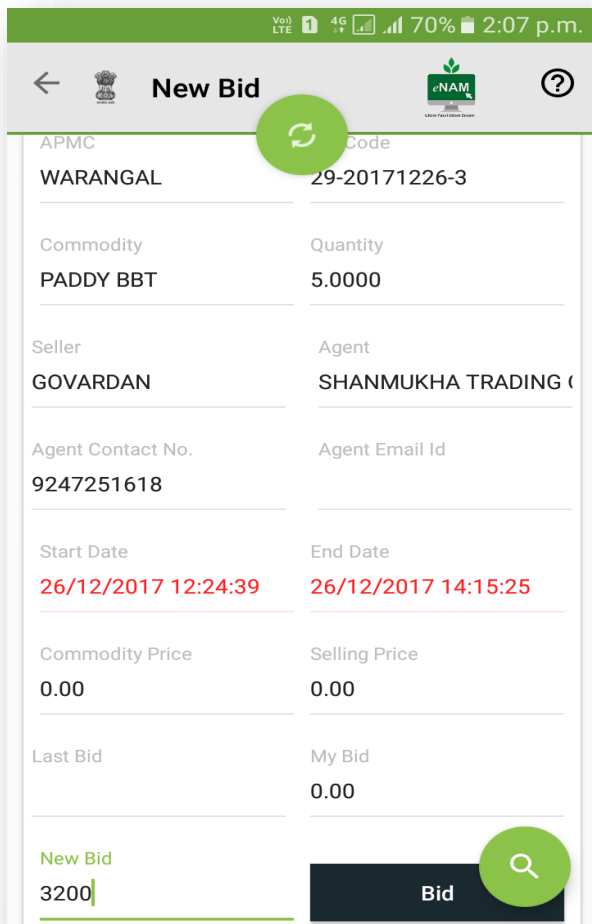 Vo)) LTE 1 4G 70% 2:07 p.m.
New Bid
eNAM
APMC Code
WARANGAL 29-20171226-3
Commodity Quantity
PADDY BBT 5.0000
Seller Agent
GOVARDAN SHANMUKHA TRADING
Agent Contact No. Agent Email Id
9247251618
Start Date End Date
26/12/2017 12:24:39 26/12/2017 14:15:25
Commodity Price Selling Price
0.00 0.00
Last Bid My Bid
0.00
New Bid
3200 Bid